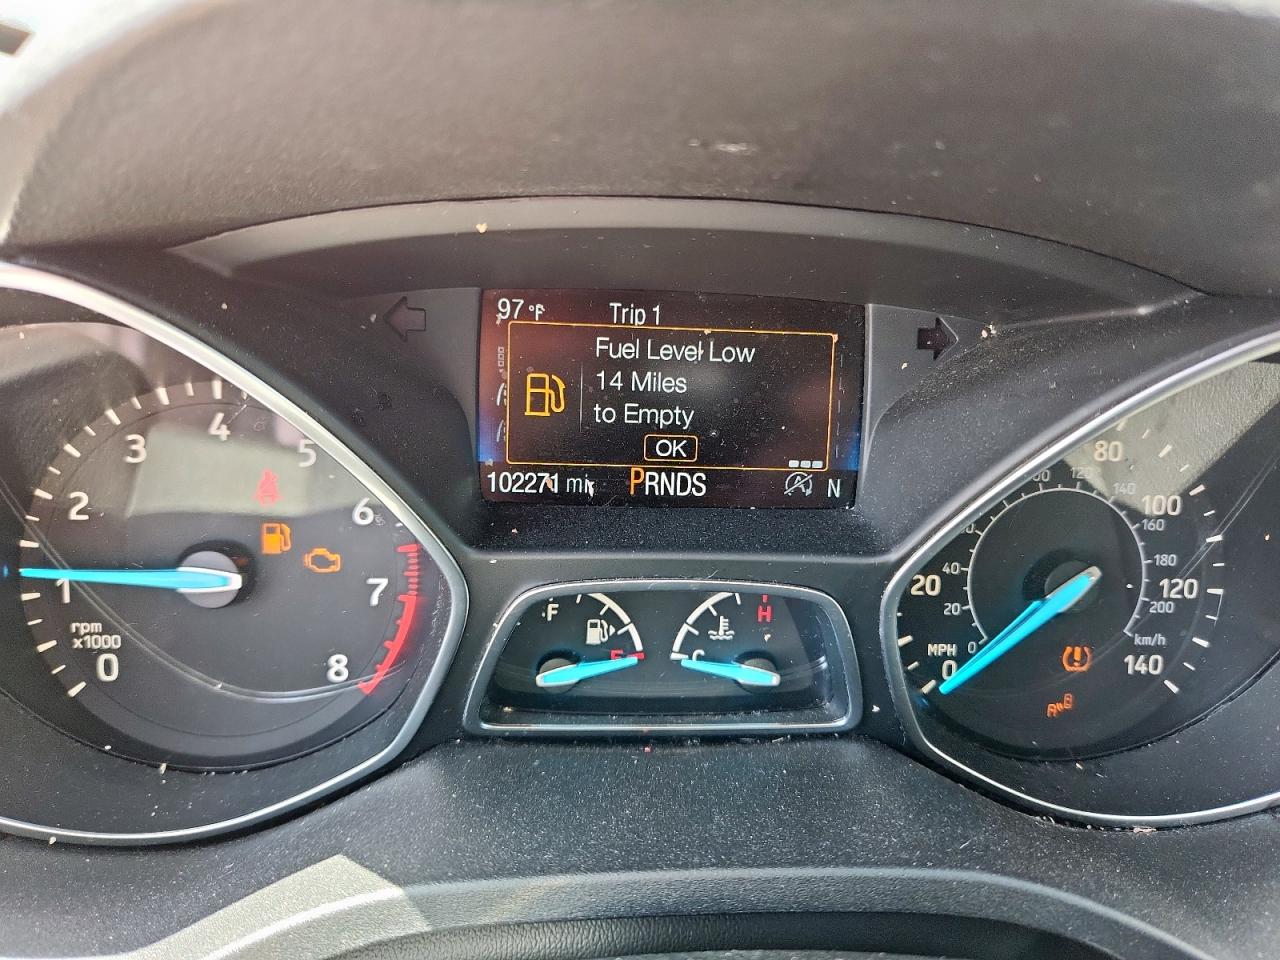 97 °F Trip 1
Fuel Level Low
14 Miles
to Empty
OK
102271 mi PRNDS N
0 1 2 3 4 5 6 7 8
rpm
x1000
F
E
H
C
0 20 80 100 120 140
MPH
0 20 40 100 120 140 160 180 200
km/h
A